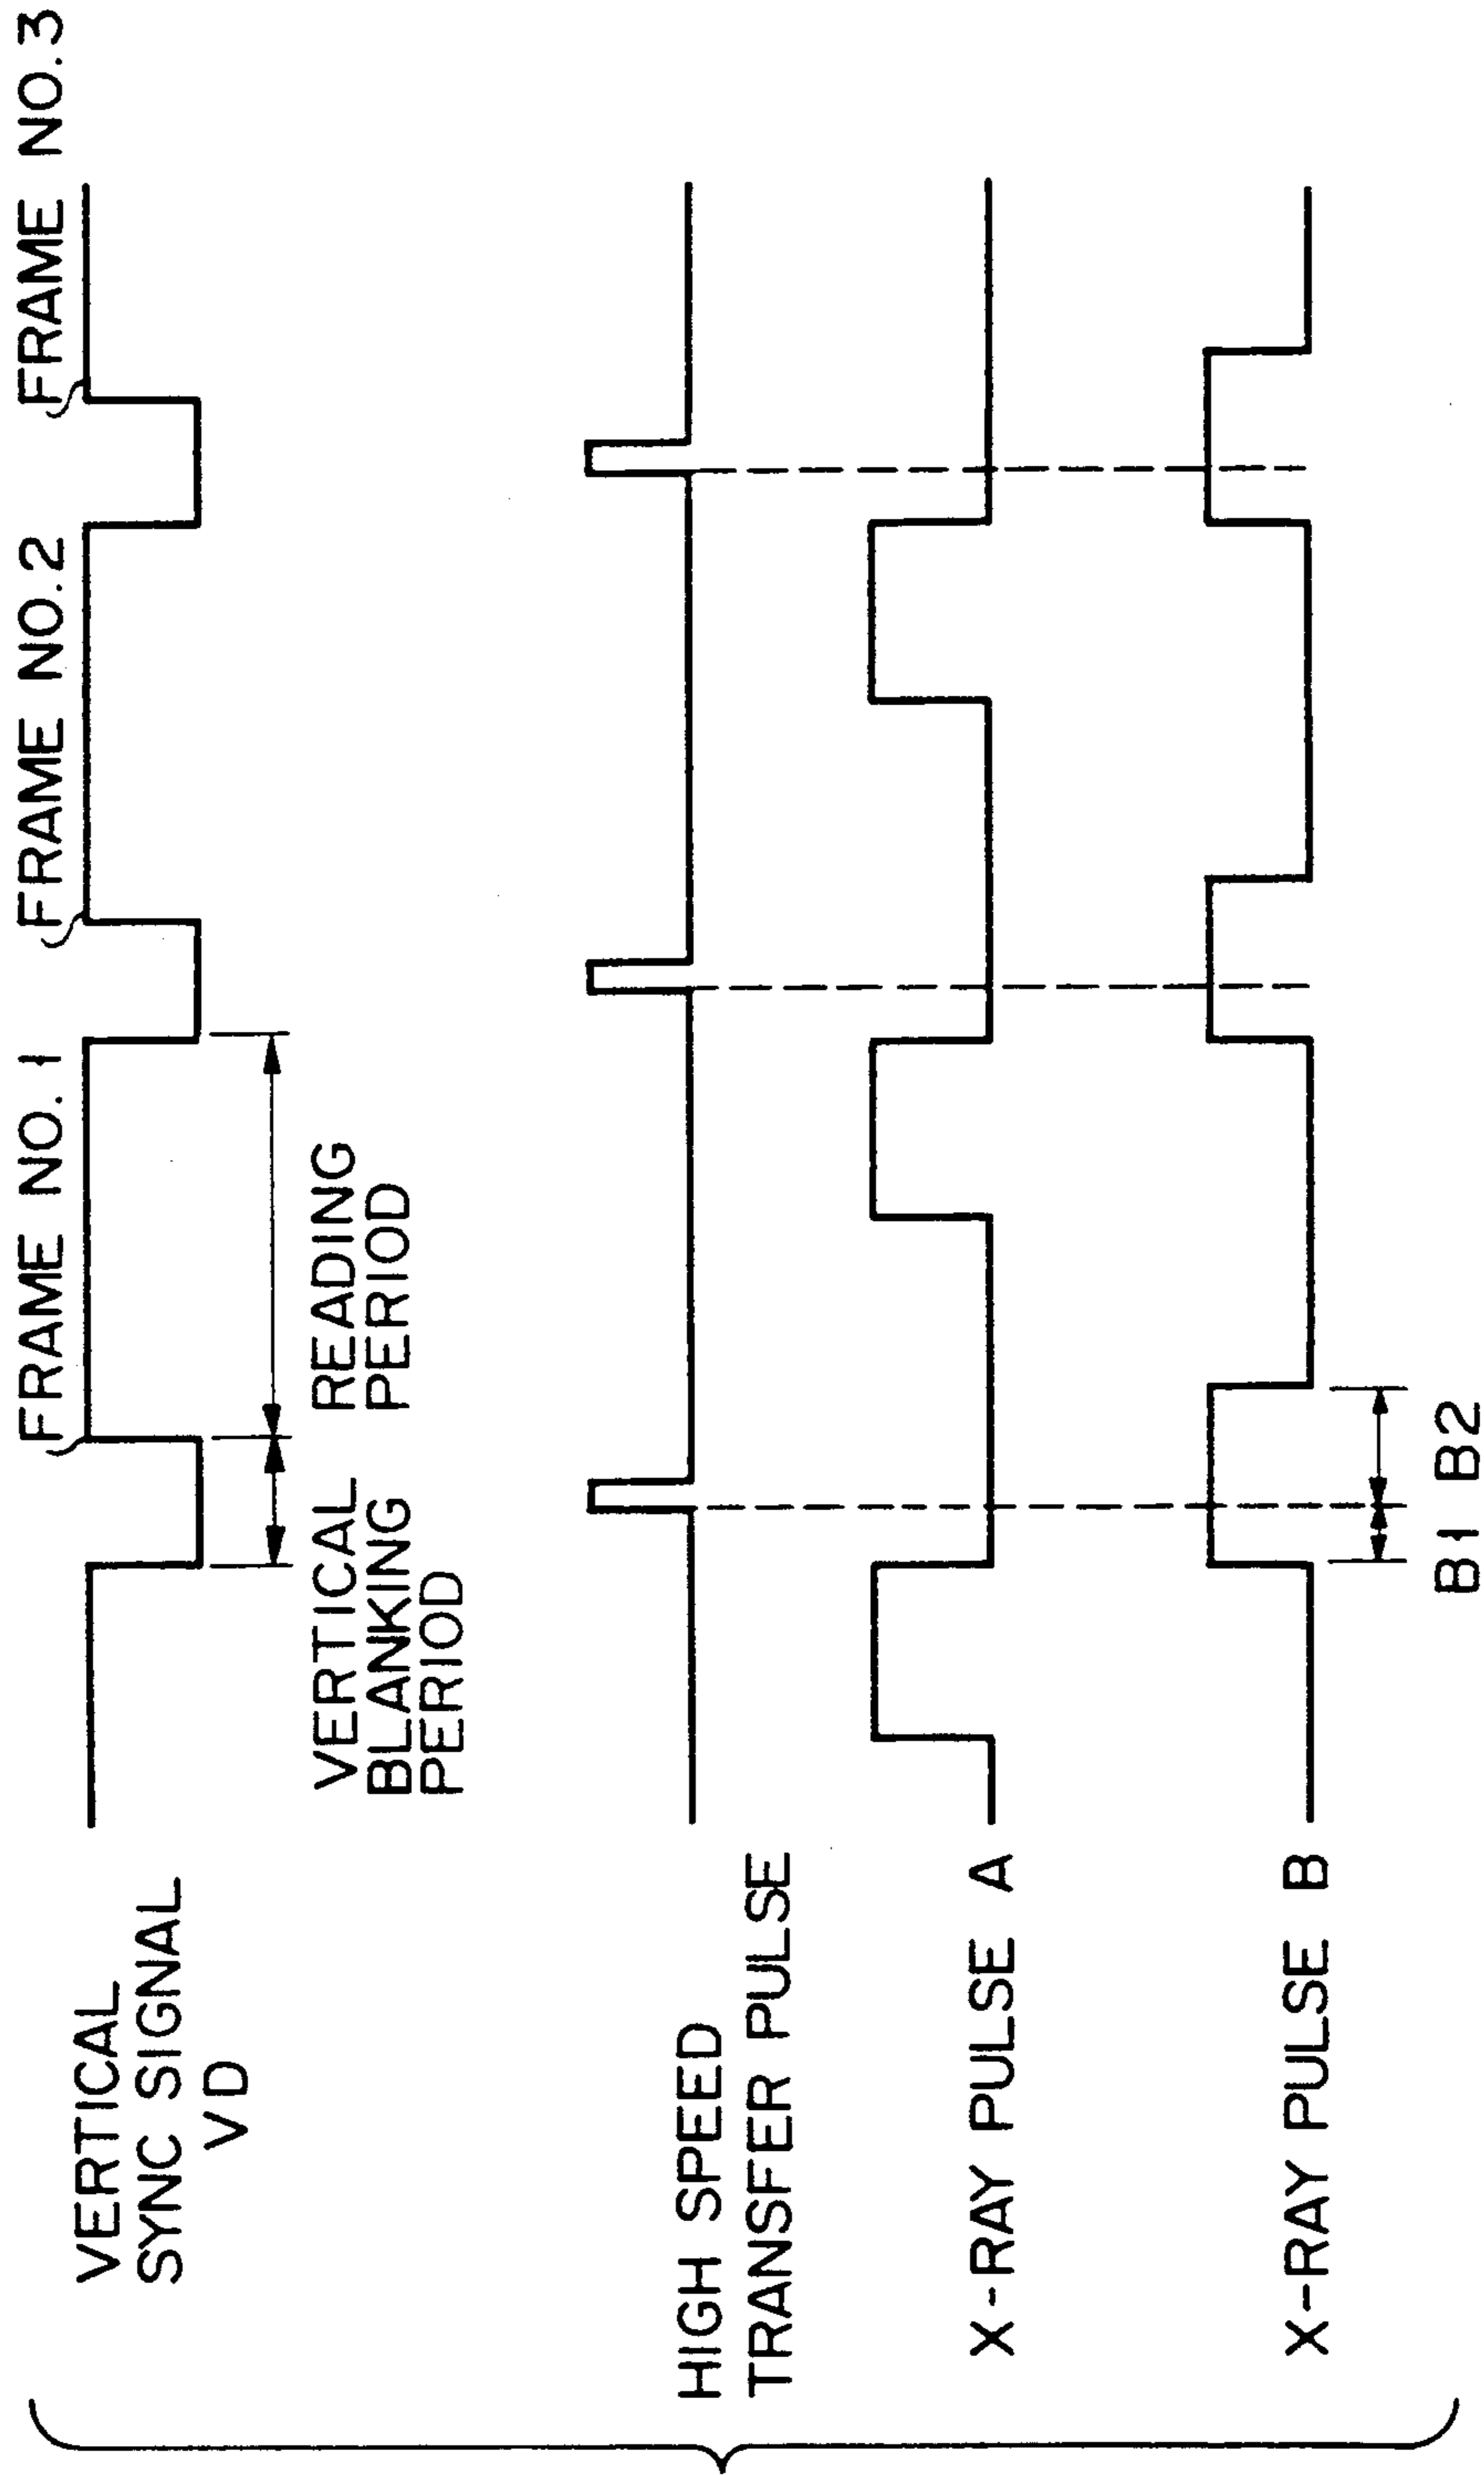 FRAME NO. 1
FRAME NO. 2
FRAME NO. 3
VERTICAL
SYNC SIGNAL
VD
VERTICAL
BLANKING
PERIOD
READING
PERIOD
HIGH SPEED
TRANSFER PULSE
X-RAY PULSE A
X-RAY PULSE B
B1
B2